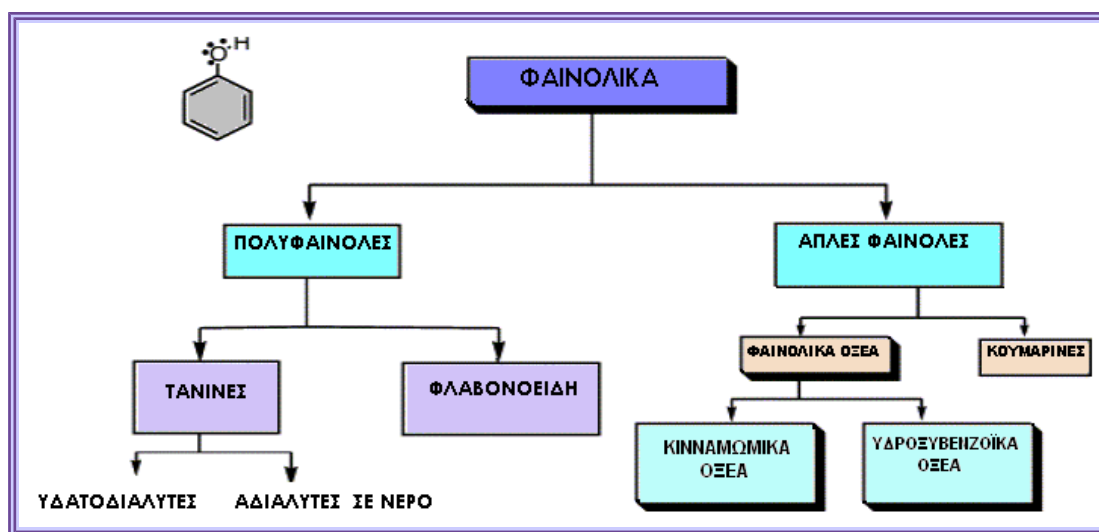 O
H
ΦΑΙΝΟΛΙΚΑ
ΠΟΛΥΦΑΙΝΟΛΕΣ
ΑΠΛΕΣ ΦΑΙΝΟΛΕΣ
ΦΑΙΝΟΛΙΚΑ ΟΞΕΑ
ΚΟΥΜΑΡΙΝΕΣ
ΤΑΝΙΝΕΣ
ΦΛΑΒΟΝΟΕΙΔΗ
ΚΙΝΝΑΜΩΜΙΚΑ
ΟΞΕΑ
ΥΔΡΟΞΥΒΕΝΖΟΪΚΑ
ΟΞΕΑ
ΥΔΑΤΟΔΙΑΛΥΤΕΣ
ΑΔΙΑΛΥΤΕΣ ΣΕ ΝΕΡΟ